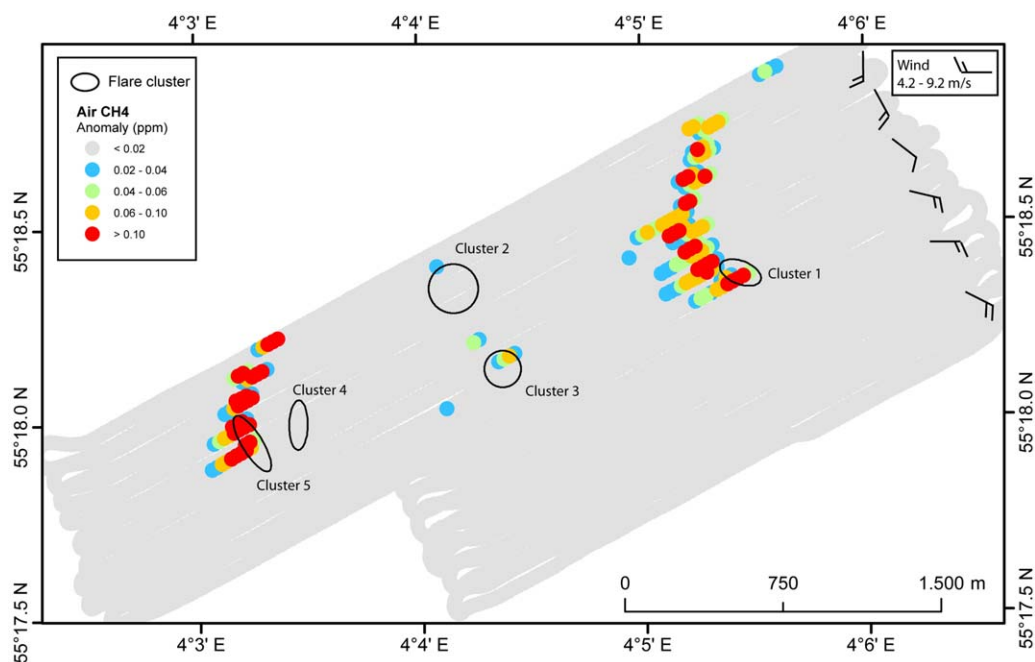 4°3' E
4°4' E
4°5' E
4°6' E
Flare cluster
Air CH4
Anomaly (ppm)
< 0.02
0.02 - 0.04
0.04 - 0.06
0.06 - 0.10
> 0.10
Wind
4.2 - 9.2 m/s
55°18.5 N
55°18.0 N
55°17.5 N
Cluster 2
Cluster 1
Cluster 3
Cluster 4
Cluster 5
55°18.5 N
55°18.0 N
55°17.5 N
0
750
1.500 m
4°3' E
4°4' E
4°5' E
4°6' E